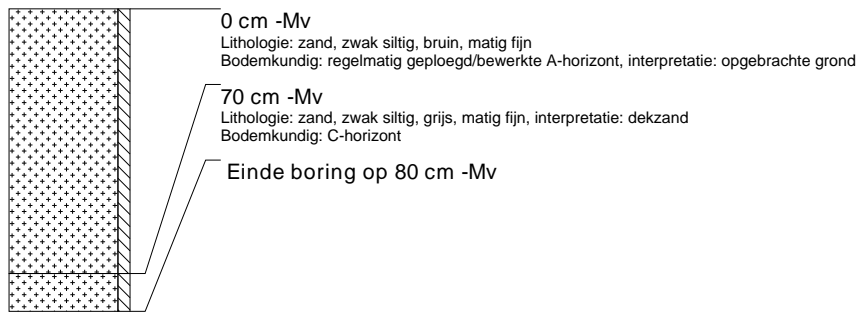 0 cm -Mv
Lithologie: zand, zwak siltig, bruin, matig fijn
Bodemkundig: regelmatig geploegd/bewerkte A-horizont, interpretatie: opgebrachte grond
70 cm -Mv
Lithologie: zand, zwak siltig, grijs, matig fijn, interpretatie: dekzand
Bodemkundig: C-horizont
Einde boring op 80 cm -Mv